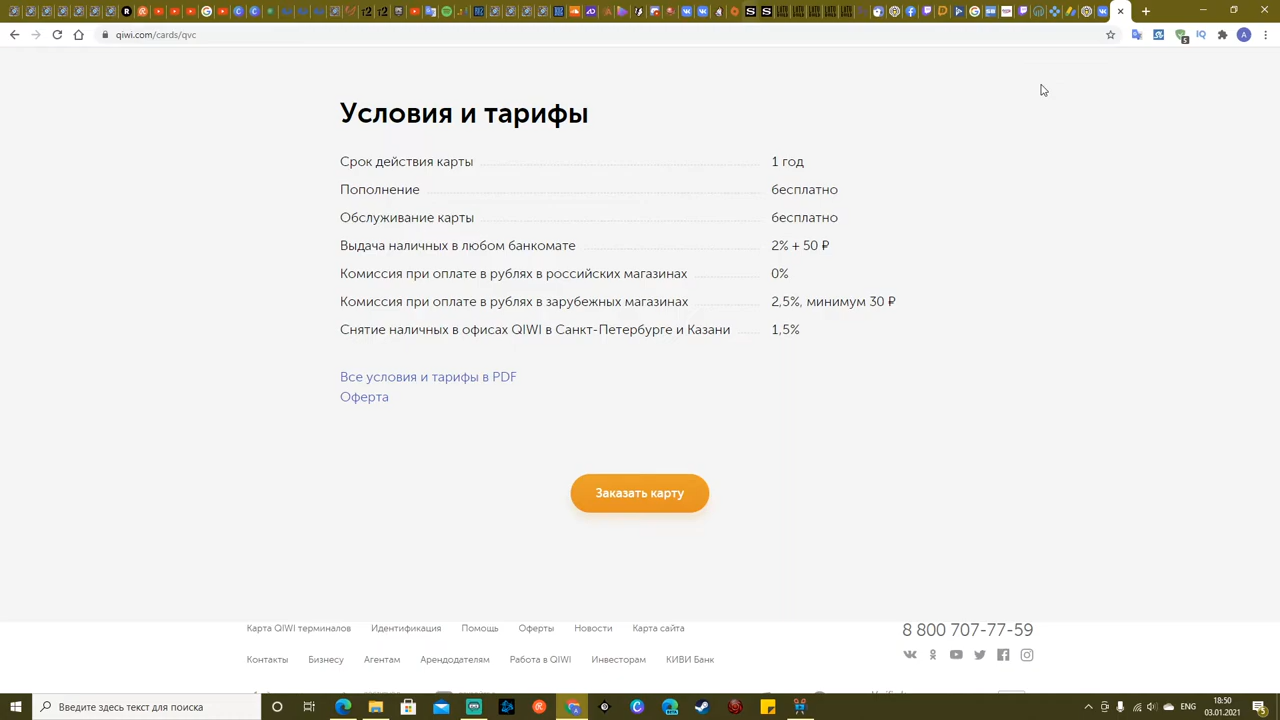 qiwi.com/cards/qvc
Условия и тарифы
Срок действия карты 1 год
Пополнение бесплатно
Обслуживание карты бесплатно
Выдача наличных в любом банкомате 2% + 50 ₽
Комиссия при оплате в рублях в российских магазинах 0%
Комиссия при оплате в рублях в зарубежных магазинах 2,5%, минимум 30 ₽
Снятие наличных в офисах QIWI в Санкт-Петербурге и Казани 1,5%
Все условия и тарифы в PDF
Оферта
Заказать карту
Карта QIWI терминалов Идентификация Помощь Оферты Новости Карта сайта 8 800 707-77-59
Контакты Бизнесу Агентам Арендодателям Работа в QIWI Инвесторам КИВИ Банк
Введите здесь текст для поиска
ENG
18:50
03.01.2021